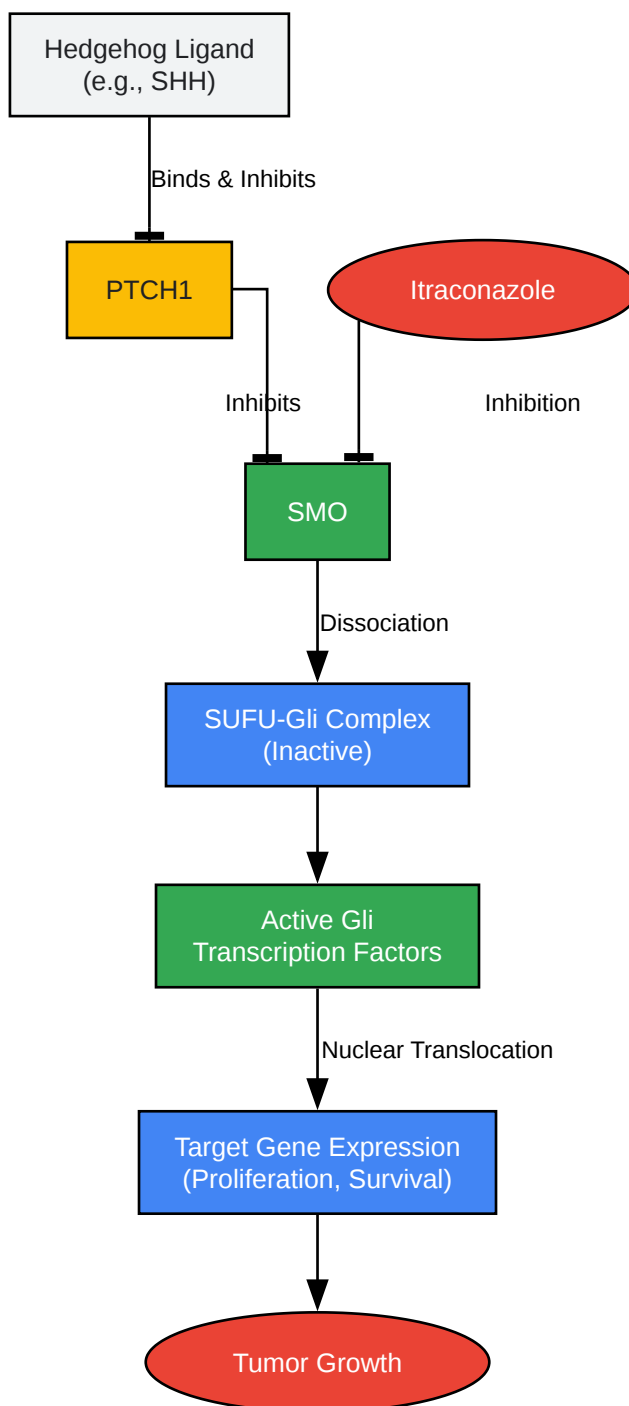 Hedgehog Ligand
(e.g., SHH)
Binds & Inhibits
PTCH1
Itraconazole
Inhibits
Inhibition
SMO
Dissociation
SUFU-Gli Complex
(Inactive)
Active Gli
Transcription Factors
Nuclear Translocation
Target Gene Expression
(Proliferation, Survival)
Tumor Growth